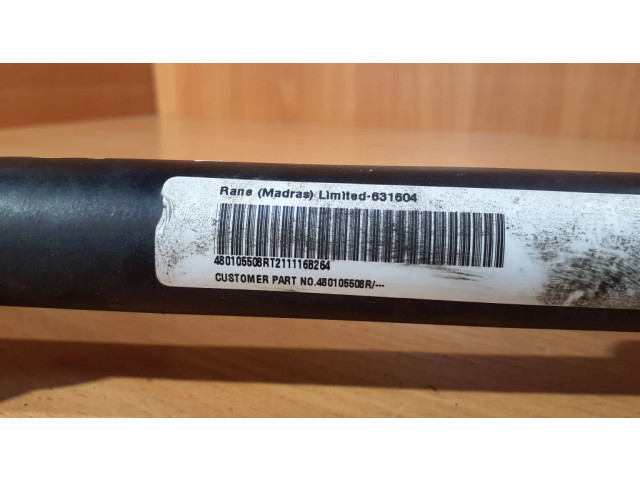 Rane (Madras) Limited-631604
480105508RT2111168264
CUSTOMER PART NO.480105508R/---